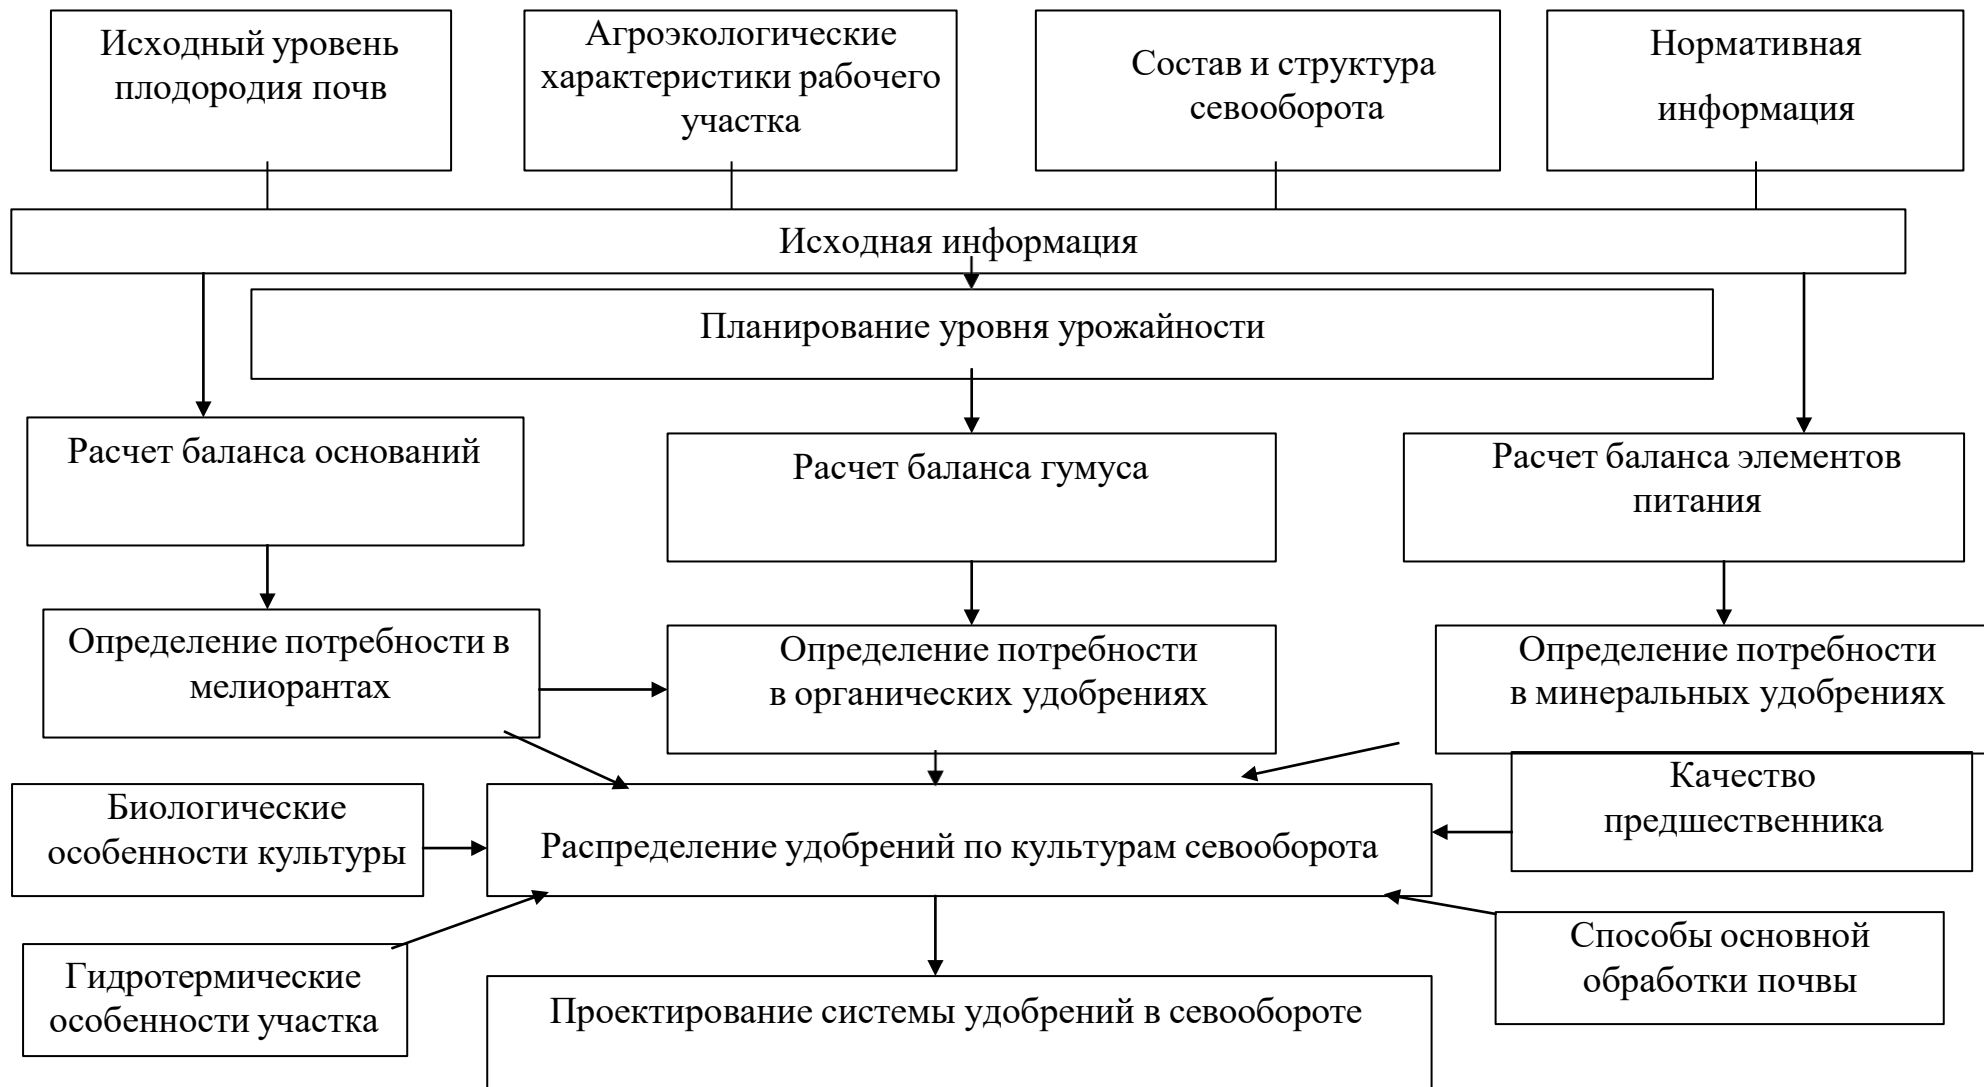 Исходный уровень
плодородия почв
Агроэкологические
характеристики рабочего
участка
Состав и структура
севооборота
Нормативная
информация
Исходная информация
Планирование уровня урожайности
Расчет баланса оснований
Расчет баланса гумуса
Расчет баланса элементов
питания
Определение потребности в
мелиорантах
Определение потребности
в органических удобрениях
Определение потребности
в минеральных удобрениях
Биологические
особенности культуры
Распределение удобрений по культурам севооборота
Качество
предшественника
Гидротермические
особенности участка
Способы основной
обработки почвы
Проектирование системы удобрений в севообороте